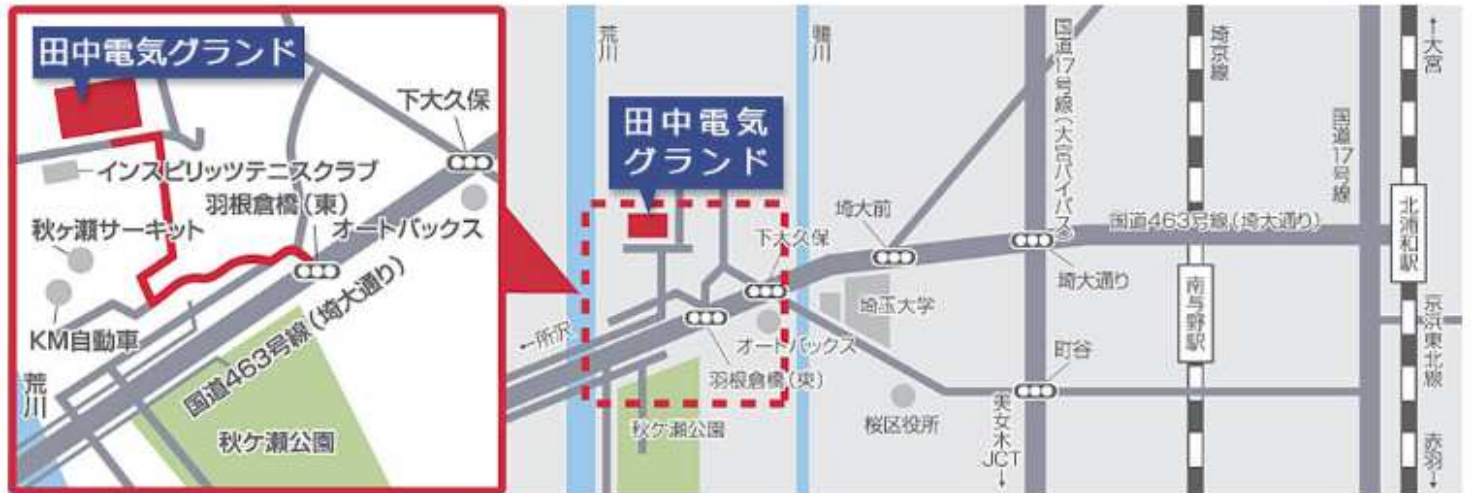 田中電気グランド
下大久保
インスピリッツテニスクラブ
羽根倉橋(東)
秋ヶ瀬サーキット
オートバックス
KM自動車
国道463号線(埼大通り)
荒川
秋ケ瀬公園
荒川
鴨川
国道17号線(大宮バイパス)
埼京線
国道17号線
↑大宮
田中電気
グランド
埼大前
下大久保
国道463号線(埼大通り)
北浦和駅
埼大通り
埼玉大学
南与野駅
←所沢
オートバックス
町谷
京浜東北線
羽根倉橋(東)
秋ケ瀬公園
桜区役所
美女木
JCT→
赤羽↓